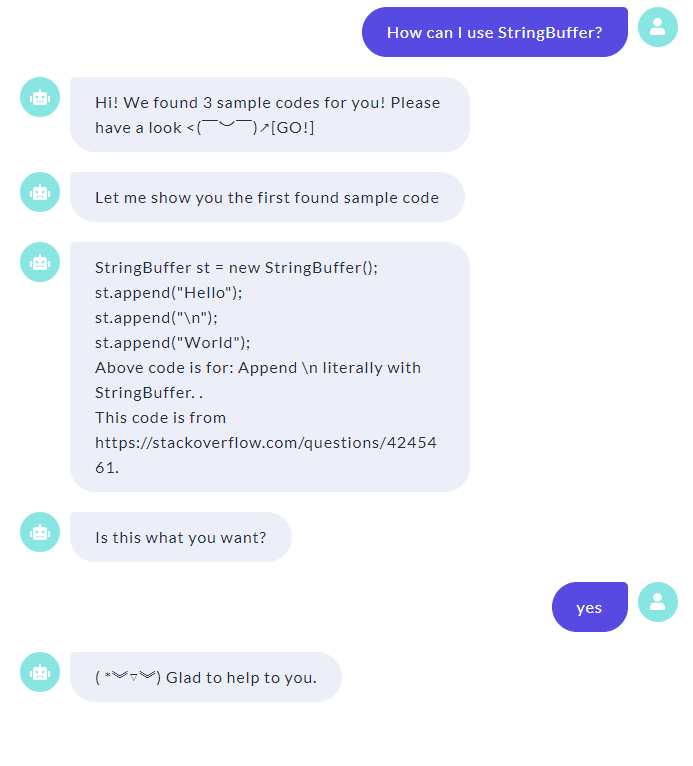 How can I use StringBuffer?
Hi! We found 3 sample codes for you! Please
have a look <(￣︶￣)↗[GO!]
Let me show you the first found sample code
StringBuffer st = new StringBuffer();
st.append("Hello");
st.append("\n");
st.append("World");
Above code is for: Append \n literally with
StringBuffer. .
This code is from
https://stackoverflow.com/questions/42454
61.
Is this what you want?
yes
( *︾▽︾) Glad to help to you.